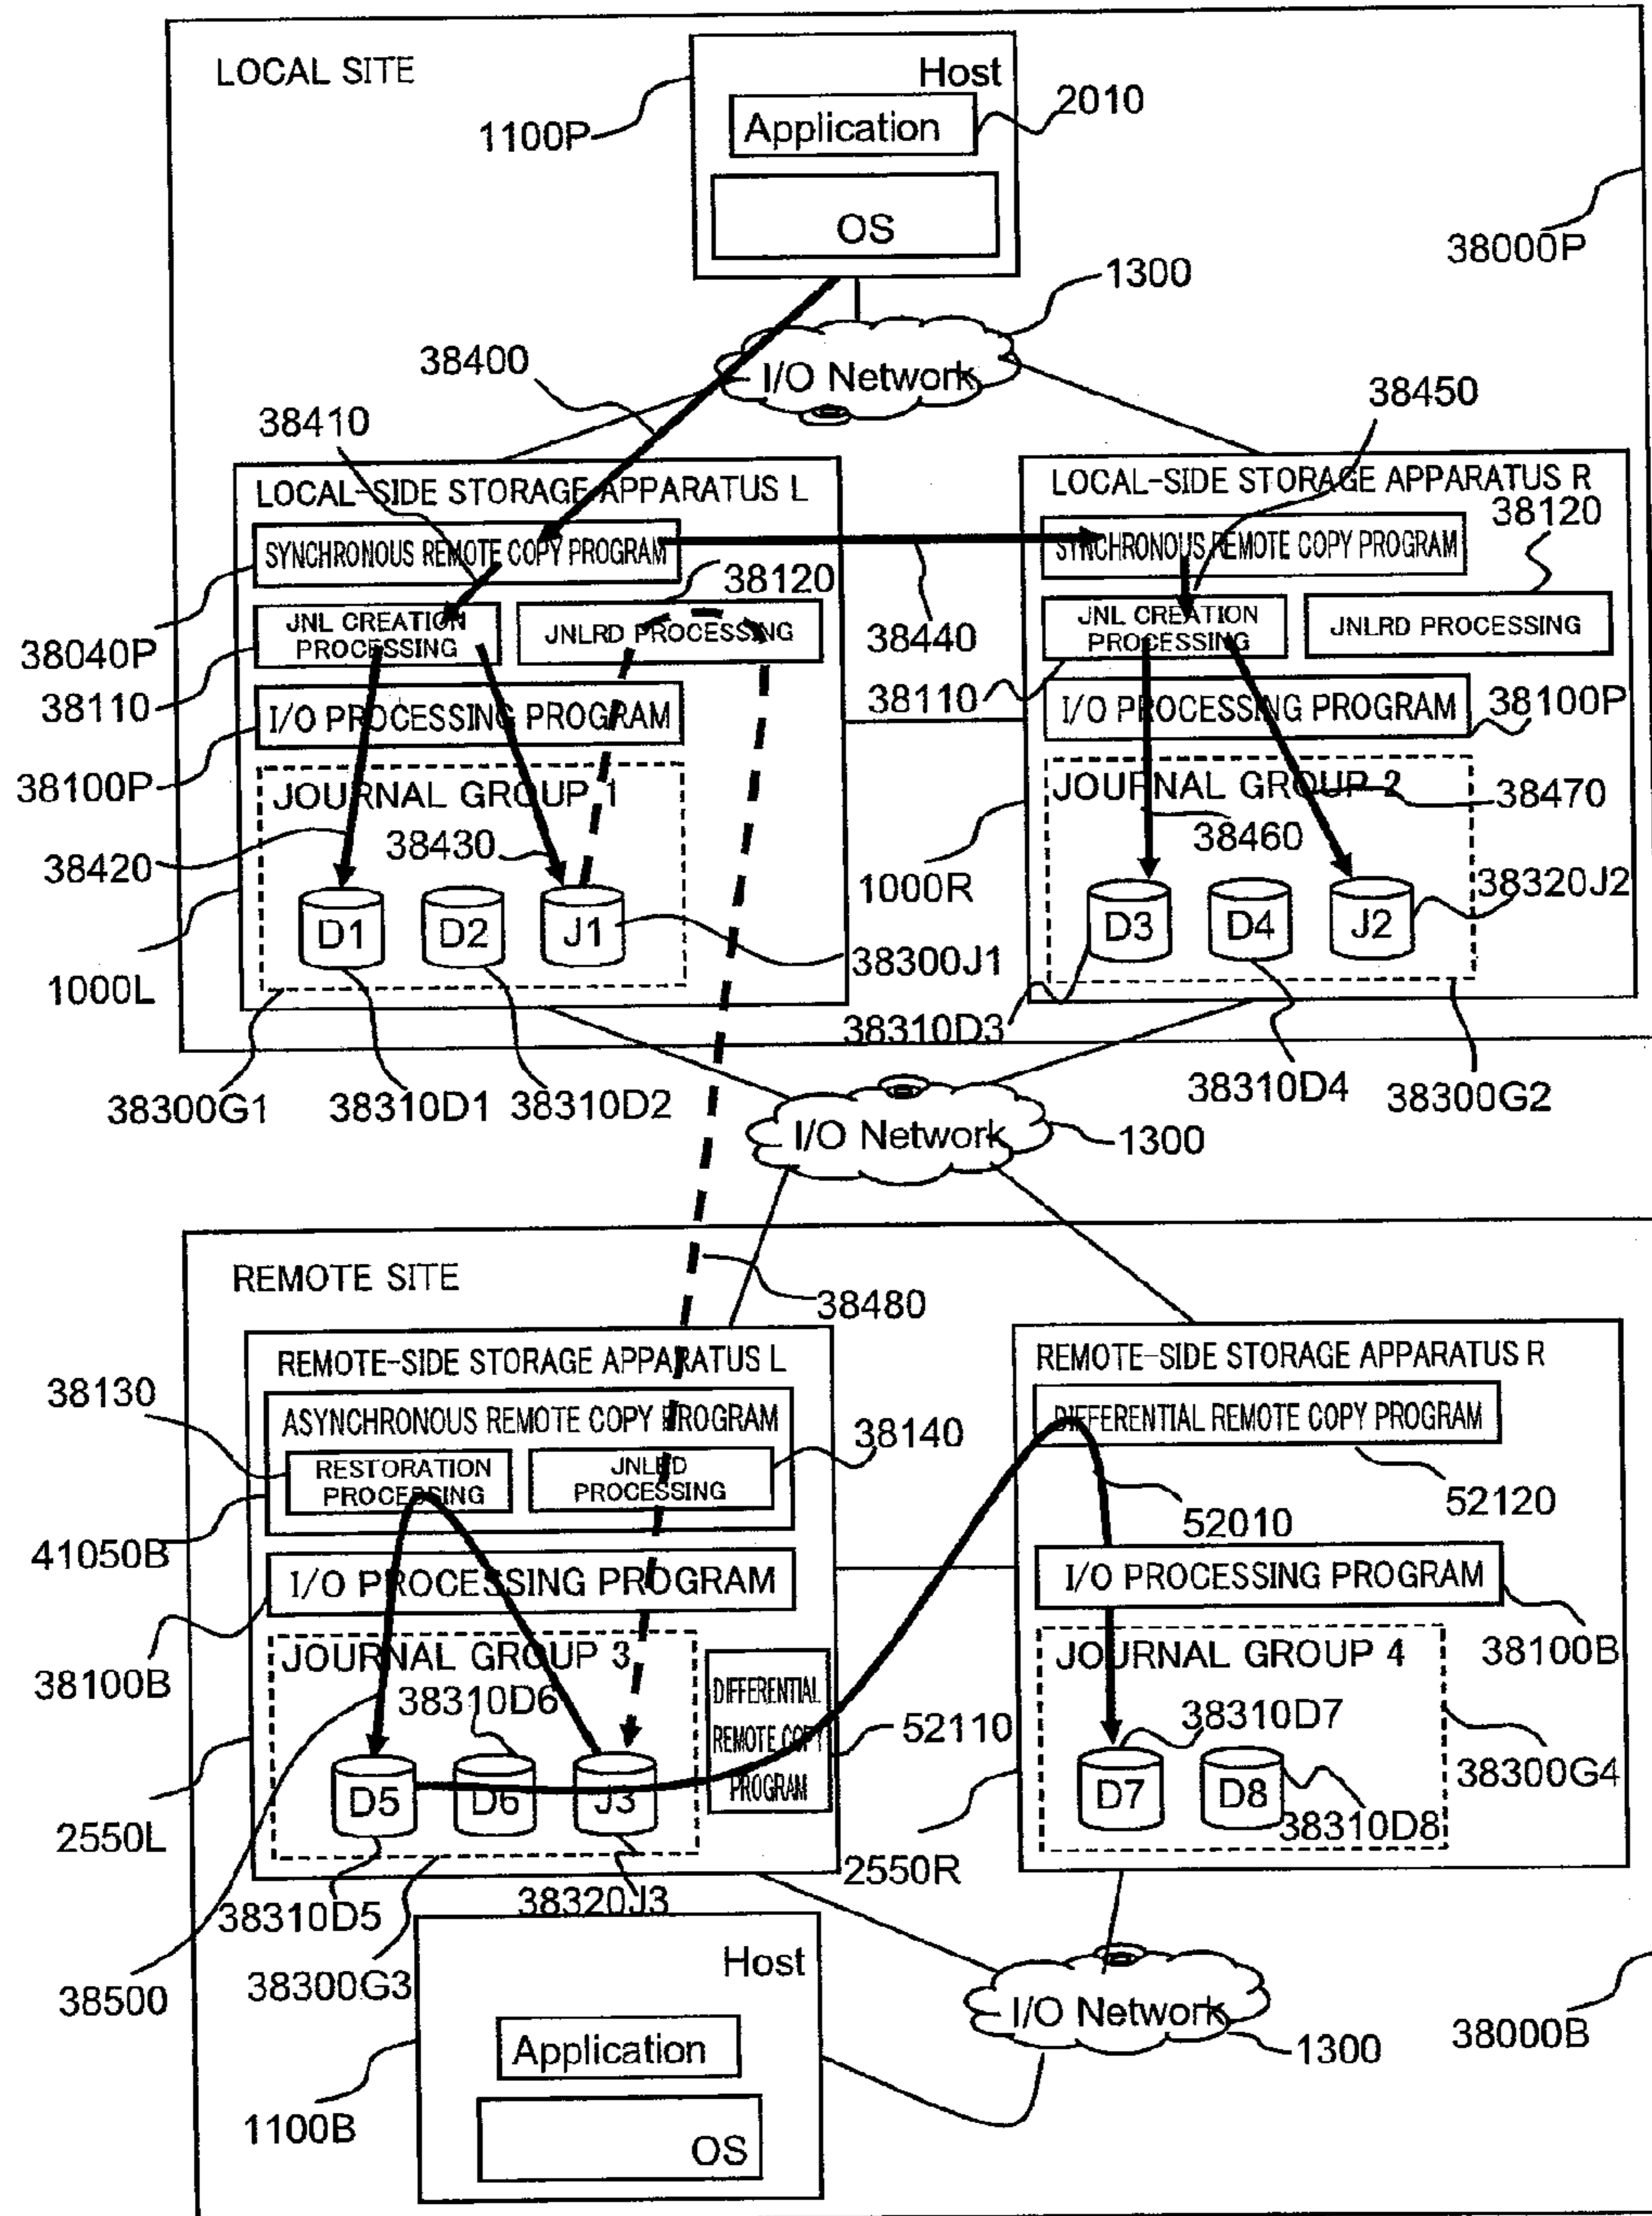 LOCAL SITE
Host
Application
2010
1100P
OS
38000P
1300
I/O Network
38400
38410
38450
LOCAL-SIDE STORAGE APPARATUS L
LOCAL-SIDE STORAGE APPARATUS R
38120
SYNCHRONOUS REMOTE COPY PROGRAM
SYNCHRONOUS REMOTE COPY PROGRAM
38120
JNL CREATION
PROCESSING
JNLRD PROCESSING
38440
JNL CREATION
PROCESSING
JNLRD PROCESSING
38040P
38110
38110
I/O PROCESSING PROGRAM
I/O PROCESSING PROGRAM
38100P
38100P
JOURNAL GROUP 1
JOURNAL GROUP 2
38470
38430
38460
38420
1000R
38320J2
D1
D2
J1
D3
D4
J2
38300J1
1000L
38310D3
38310D4
38300G2
38300G1
38310D1
38310D2
I/O Network
1300
REMOTE SITE
38480
REMOTE-SIDE STORAGE APPARATUS L
REMOTE-SIDE STORAGE APPARATUS R
38130
ASYNCHRONOUS REMOTE COPY PROGRAM
DIFFERENTIAL REMOTE COPY PROGRAM
38140
RESTORATION
PROCESSING
JNLRD
PROCESSING
52120
52010
41050B
I/O PROCESSING PROGRAM
I/O PROCESSING PROGRAM
38100B
38100B
JOURNAL GROUP 3
JOURNAL GROUP 4
38310D6
DIFFERENTIAL
REMOTE COPY
PROGRAM
52110
38310D7
38300G4
D5
D6
J3
D7
D8
38310D8
2550L
2550R
38310D5
38320J3
38500
38300G3
Host
I/O Network
1300
38000B
Application
1100B
OS